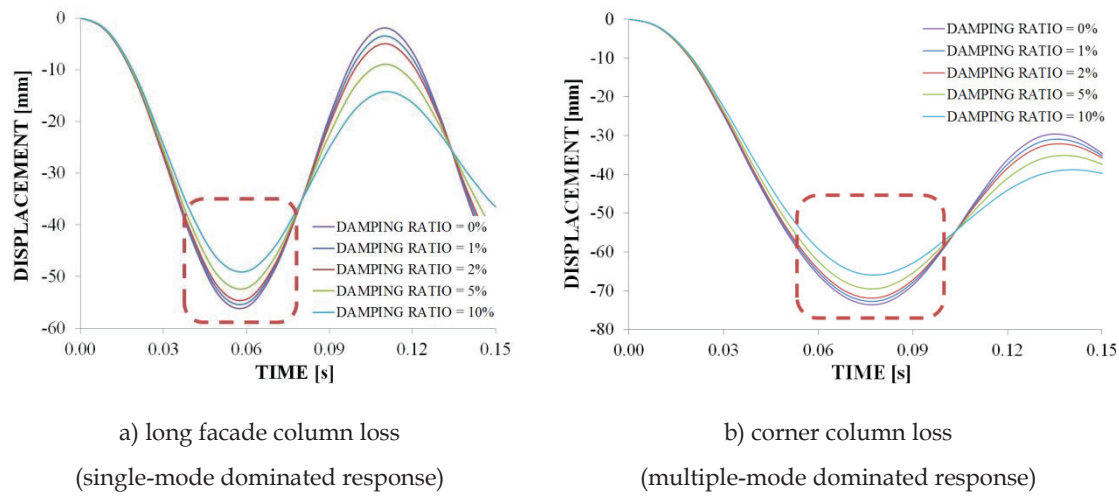 0
-10
-20
-30
-40
-50
-60
DISPLACEMENT [mm]
0.00 0.03 0.06 0.09 0.12 0.15
TIME [s]
DAMPING RATIO = 0%
DAMPING RATIO = 1%
DAMPING RATIO = 2%
DAMPING RATIO = 5%
DAMPING RATIO = 10%
a) long facade column loss
(single-mode dominated response)
0
-10
-20
-30
-40
-50
-60
-70
-80
DISPLACEMENT [mm]
0.00 0.03 0.06 0.09 0.12 0.15
TIME [s]
DAMPING RATIO = 0%
DAMPING RATIO = 1%
DAMPING RATIO = 2%
DAMPING RATIO = 5%
DAMPING RATIO = 10%
b) corner column loss
(multiple-mode dominated response)